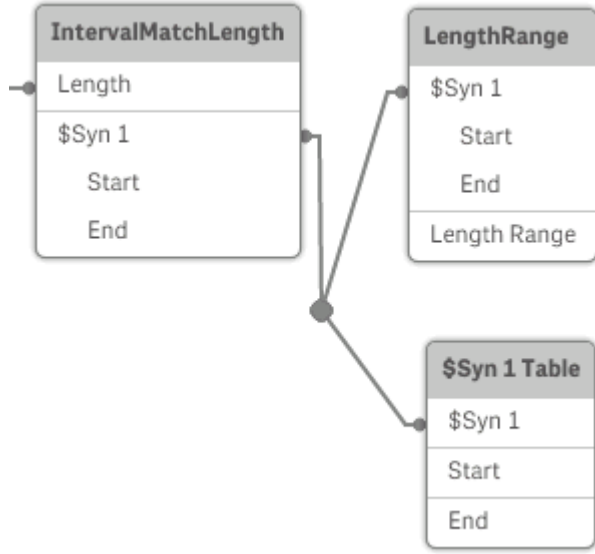 IntervalMatchLength
Length
$Syn 1
Start
End
LengthRange
$Syn 1
Start
End
Length Range
$Syn 1 Table
$Syn 1
Start
End